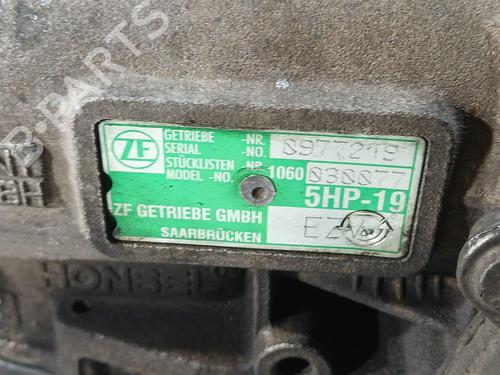 B-PARTS
ZF
GETRIEBE -NR.
SERIAL -NO. 0977219
STÜCKLISTEN -NR.
MODEL -NO. 1060 030077
5HP-19
ZF GETRIEBE GMBH
SAARBRÜCKEN
HONSEL